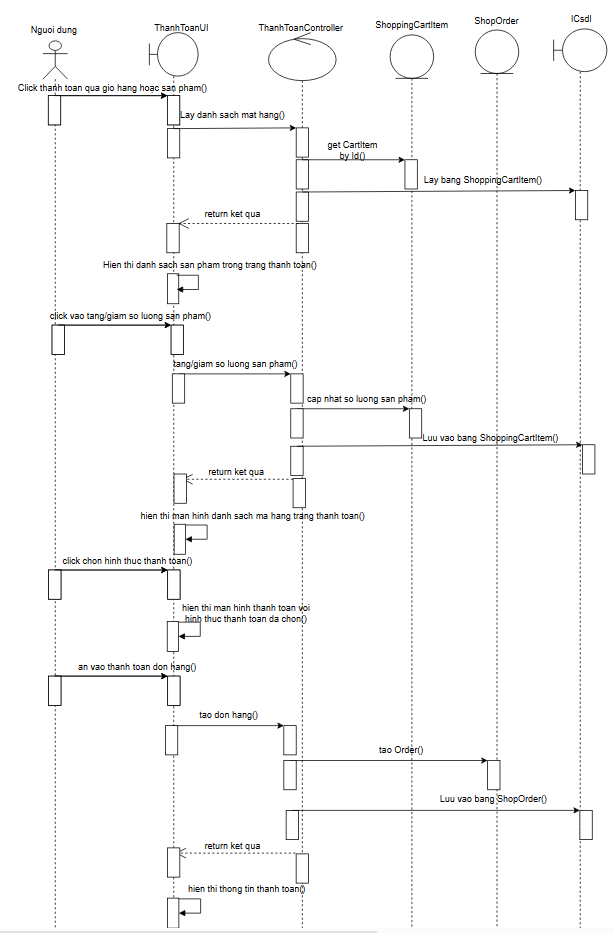 Nguoi dung
ThanhToanUI
ThanhToanController
ShoppingCartItem
ShopOrder
ICsdl
Click thanh toan qua gio hang hoac san pham()
Lay danh sach mat hang()
get CartItem
by Id()
Lay bang ShoppingCartItem()
return ket qua
Hien thi danh sach san pham trong trang thanh toan()
click vao tang/giam so luong san pham()
tang/giam so luong san pham()
cap nhat so luong san pham()
Luu vao bang ShoppingCartItem()
return ket qua
hien thi man hinh danh sach ma hang trang thanh toan()
click chon hinh thuc thanh toan()
hien thi man hinh thanh toan voi
hinh thuc thanh toan da chon()
an vao thanh toan don hang()
tao don hang()
tao Order()
Luu vao bang ShopOrder()
return ket qua
hien thi thong tin thanh toan()